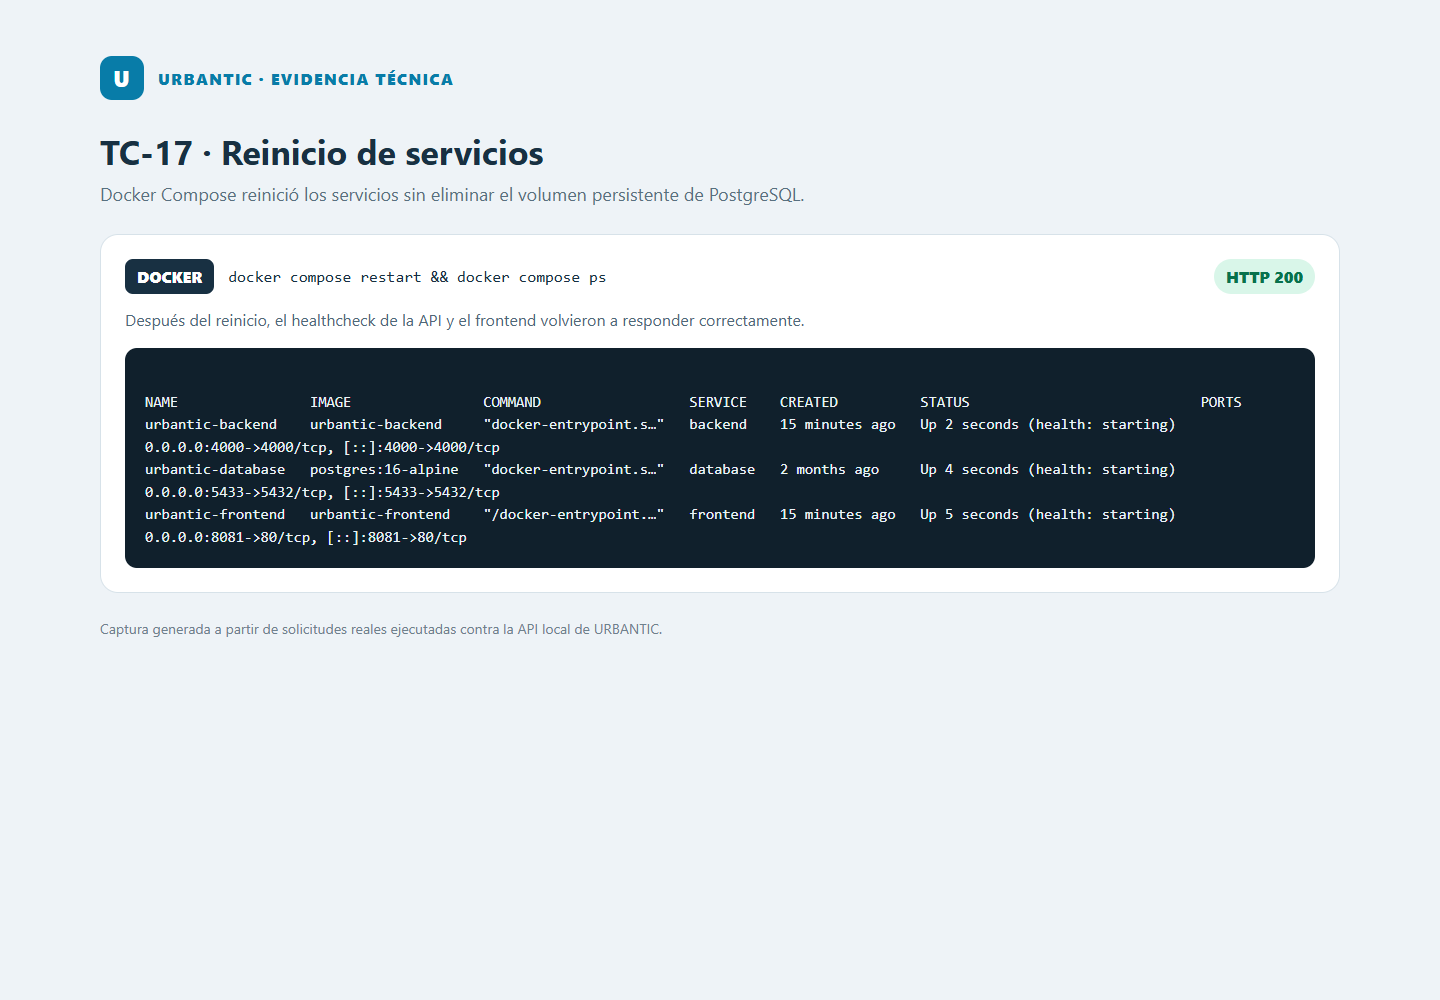 U
URBANTIC · EVIDENCIA TÉCNICA
TC-17 · Reinicio de servicios
Docker Compose reinició los servicios sin eliminar el volumen persistente de PostgreSQL.
DOCKER docker compose restart && docker compose ps HTTP 200
Después del reinicio, el healthcheck de la API y el frontend volvieron a responder correctamente.
NAME IMAGE COMMAND SERVICE CREATED STATUS PORTS
urbantic-backend urbantic-backend "docker-entrypoint.s…" backend 15 minutes ago Up 2 seconds (health: starting)
0.0.0.0:4000->4000/tcp, [::]:4000->4000/tcp
urbantic-database postgres:16-alpine "docker-entrypoint.s…" database 2 months ago Up 4 seconds (health: starting)
0.0.0.0:5433->5432/tcp, [::]:5433->5432/tcp
urbantic-frontend urbantic-frontend "/docker-entrypoint.…" frontend 15 minutes ago Up 5 seconds (health: starting)
0.0.0.0:8081->80/tcp, [::]:8081->80/tcp
Captura generada a partir de solicitudes reales ejecutadas contra la API local de URBANTIC.